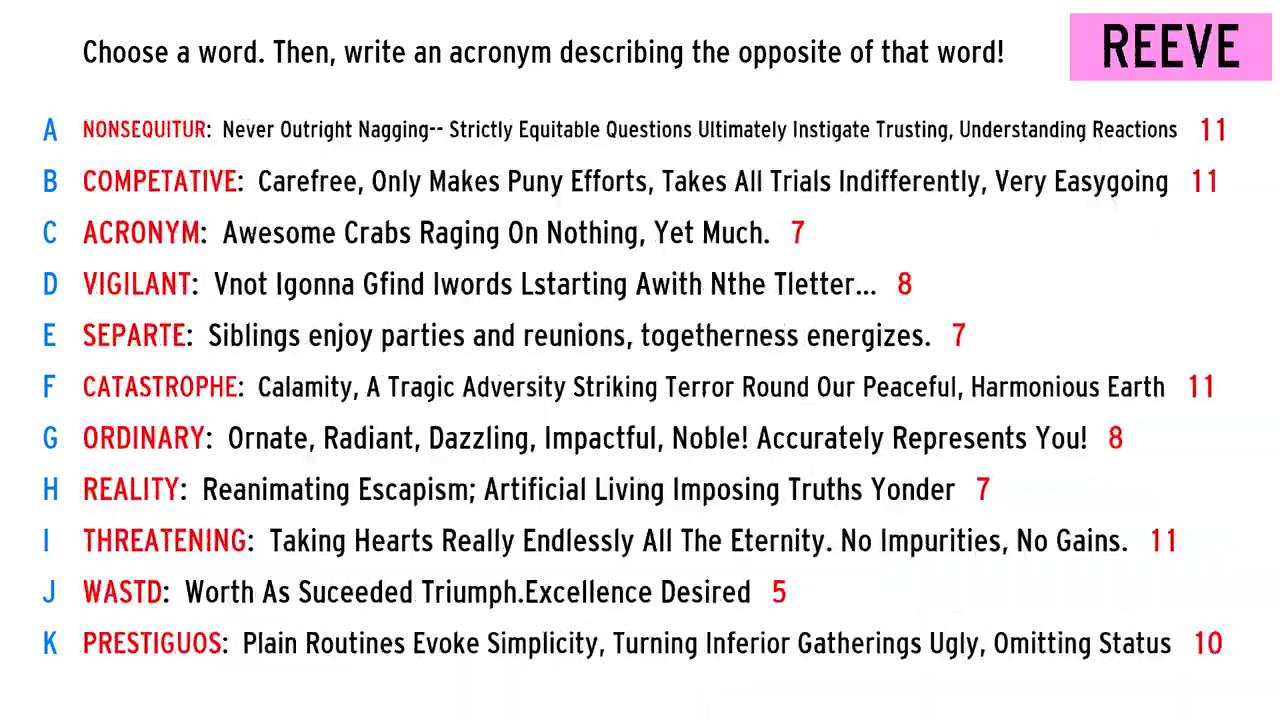 Choose a word. Then, write an acronym describing the opposite of that word!
REEVE
A NONSEQUITUR: Never Outright Nagging-- Strictly Equitable Questions Ultimately Instigate Trusting, Understanding Reactions 11
B COMPETATIVE: Carefree, Only Makes Puny Efforts, Takes All Trials Indifferently, Very Easygoing 11
C ACRONYM: Awesome Crabs Raging On Nothing, Yet Much. 7
D VIGILANT: Vnot Igonna Gfind Iwords Lstarting Awith Nthe Tletter... 8
E SEPARTE: Siblings enjoy parties and reunions, togetherness energizes. 7
F CATASTROPHE: Calamity, A Tragic Adversity Striking Terror Round Our Peaceful, Harmonious Earth 11
G ORDINARY: Ornate, Radiant, Dazzling, Impactful, Noble! Accurately Represents You! 8
H REALITY: Reanimating Escapism; Artificial Living Imposing Truths Yonder 7
I THREATENING: Taking Hearts Really Endlessly All The Eternity. No Impurities, No Gains. 11
J WASTD: Worth As Suceeded Triumph.Excellence Desired 5
K PRESTIGUOS: Plain Routines Evoke Simplicity, Turning Inferior Gatherings Ugly, Omitting Status 10